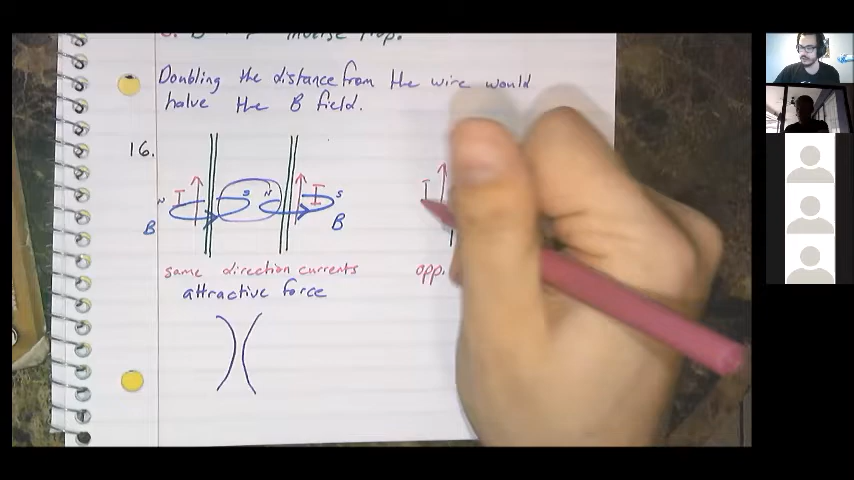 Doubling the distance from the wire would
halve the B field.
16.
N I S N I S
B B
I
same direction currents
opp.
attractive force